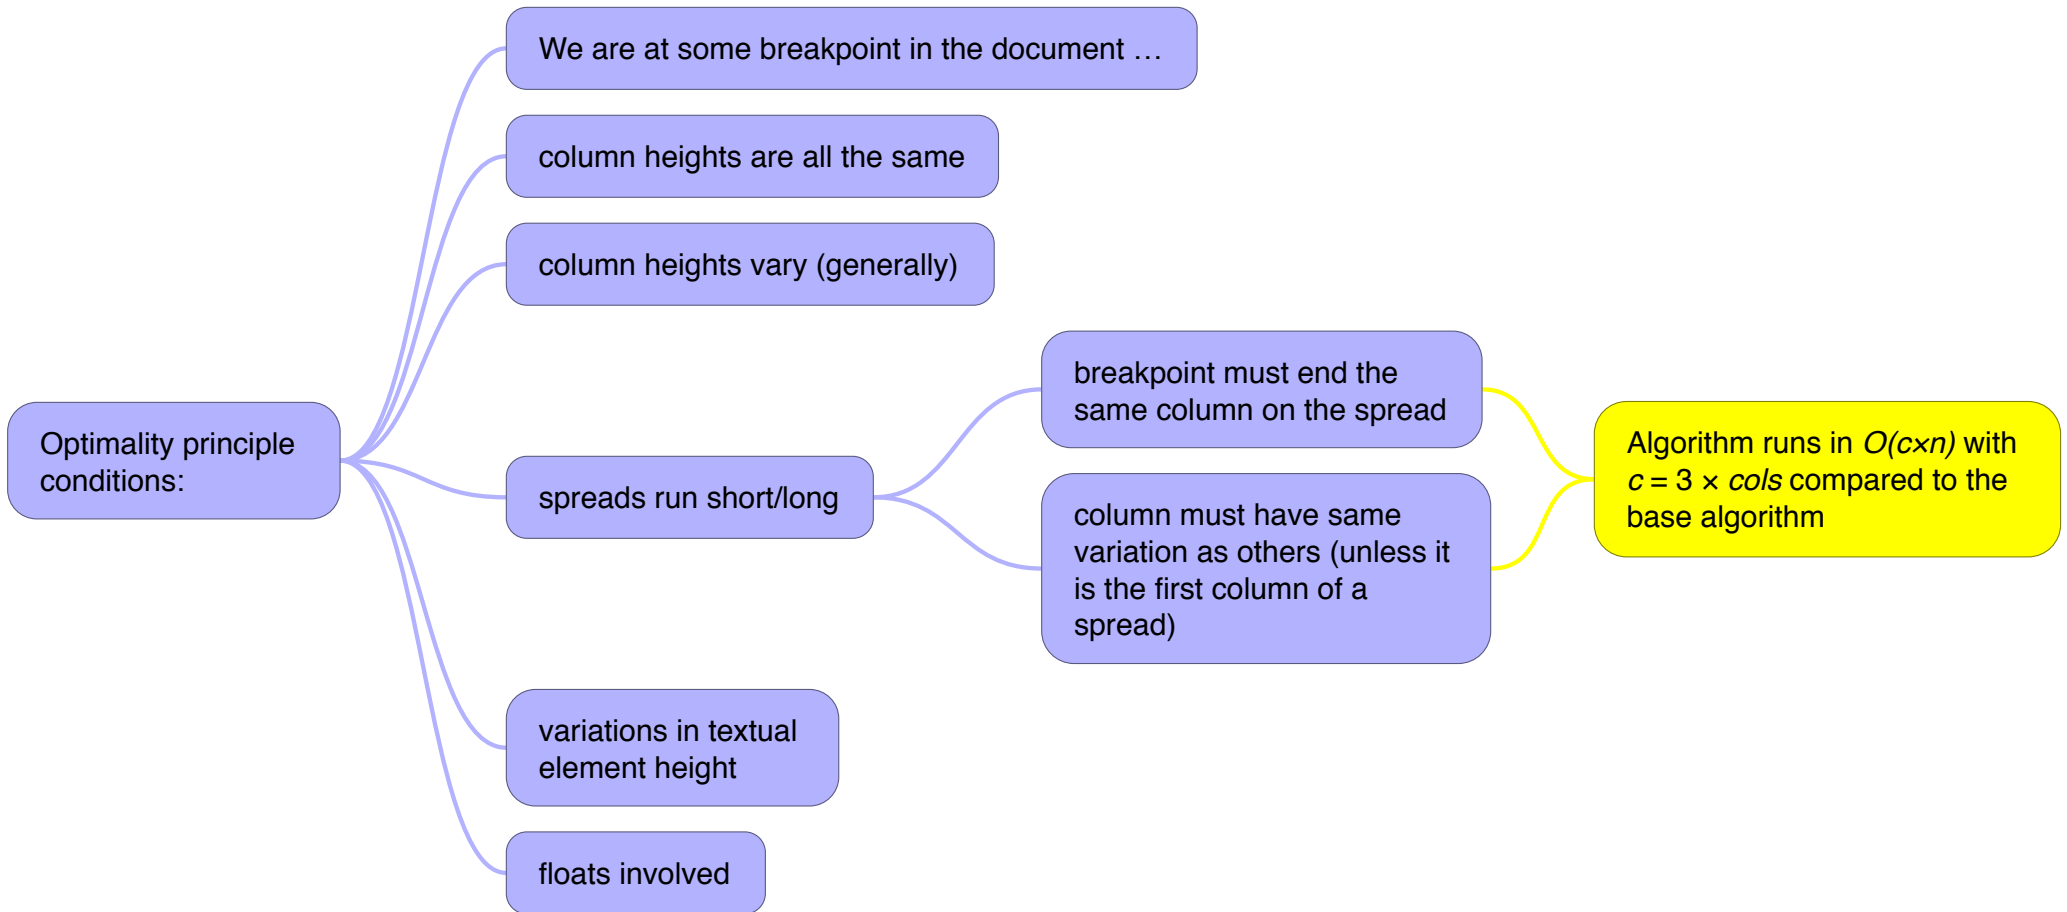 We are at some breakpoint in the document …
column heights are all the same
column heights vary (generally)
breakpoint must end the
same column on the spread
Optimality principle
conditions:
Algorithm runs in O(c×n) with
c = 3 × cols compared to the
base algorithm
spreads run short/long
column must have same
variation as others (unless it
is the first column of a
spread)
variations in textual
element height
floats involved